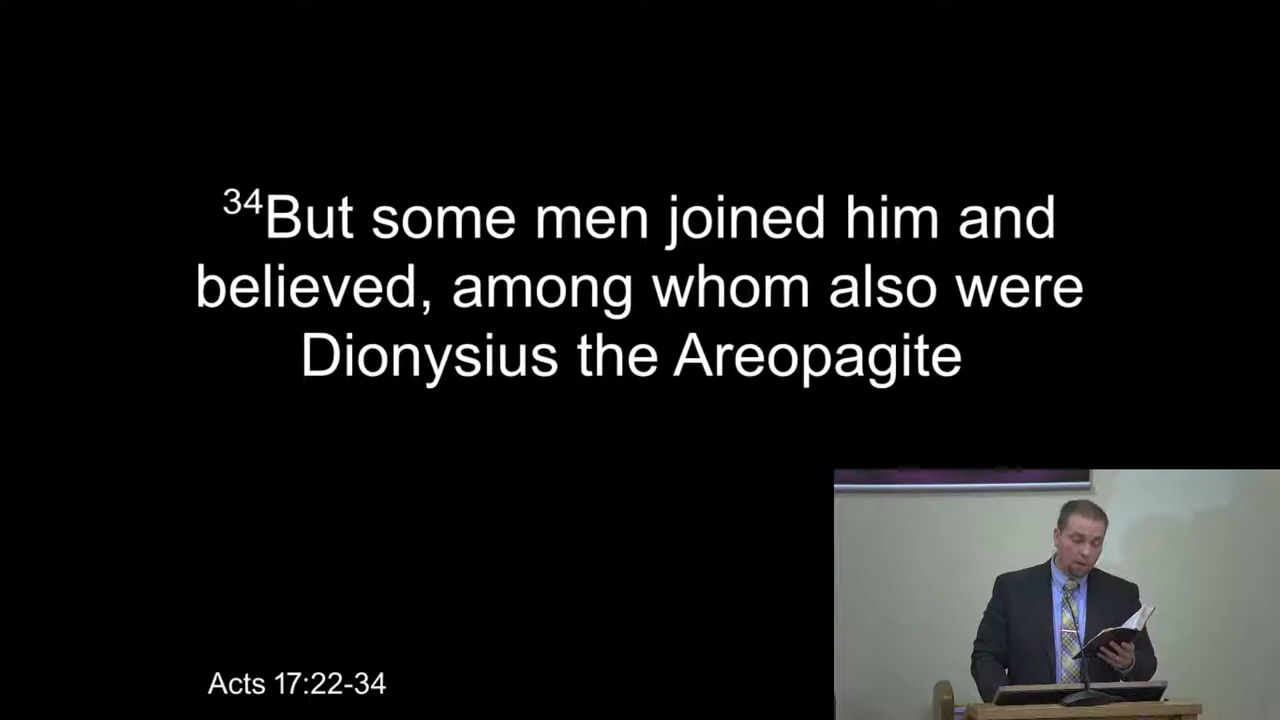 34But some men joined him and
believed, among whom also were
Dionysius the Areopagite
Acts 17:22-34